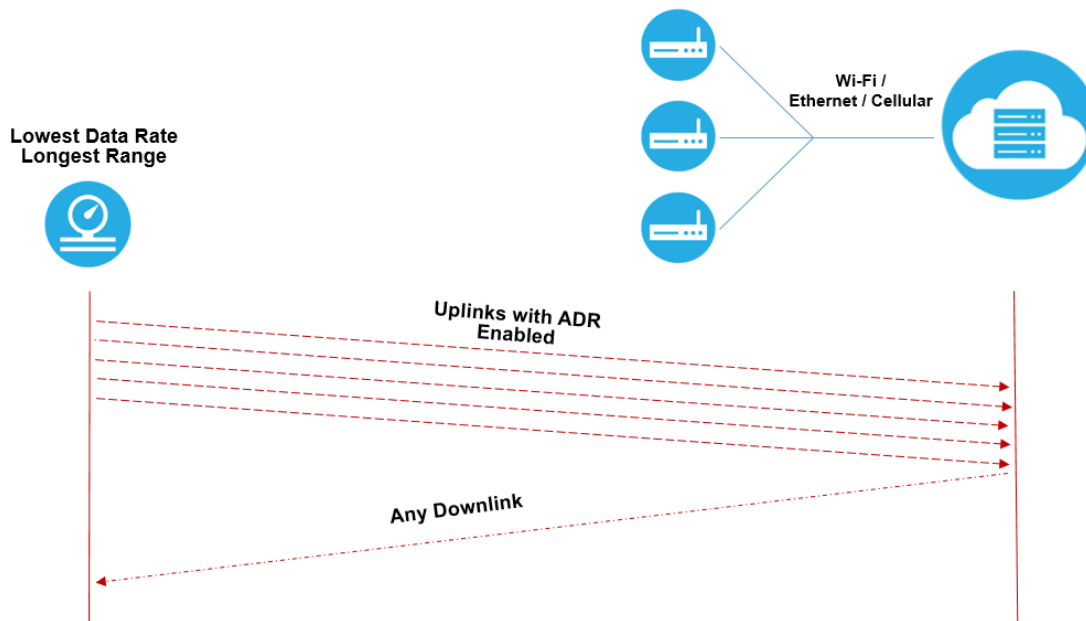 Wi-Fi /
Ethernet / Cellular
Lowest Data Rate
Longest Range
Uplinks with ADR
Enabled
Any Downlink